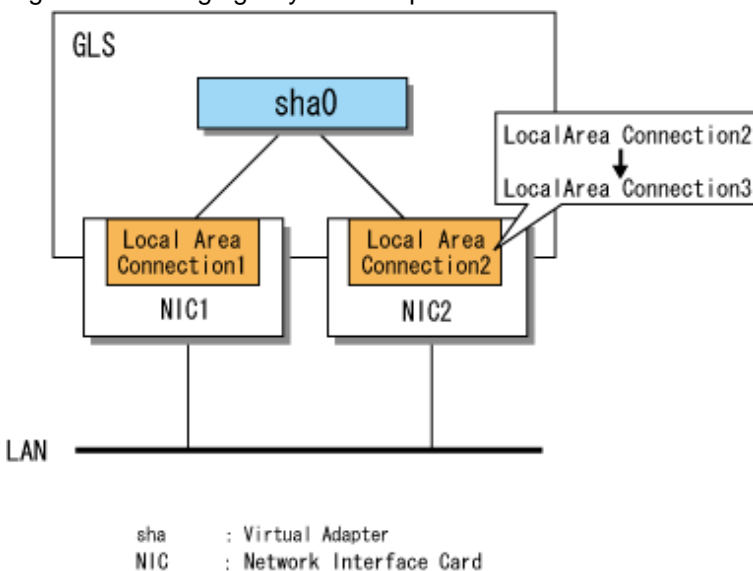 GLS
sha0
LocalArea Connection2
LocalArea Connection3
Local Area
Connection1
Local Area
Connection2
NIC1
NIC2
LAN
sha : Virtual Adapter
NIC : Network Interface Card